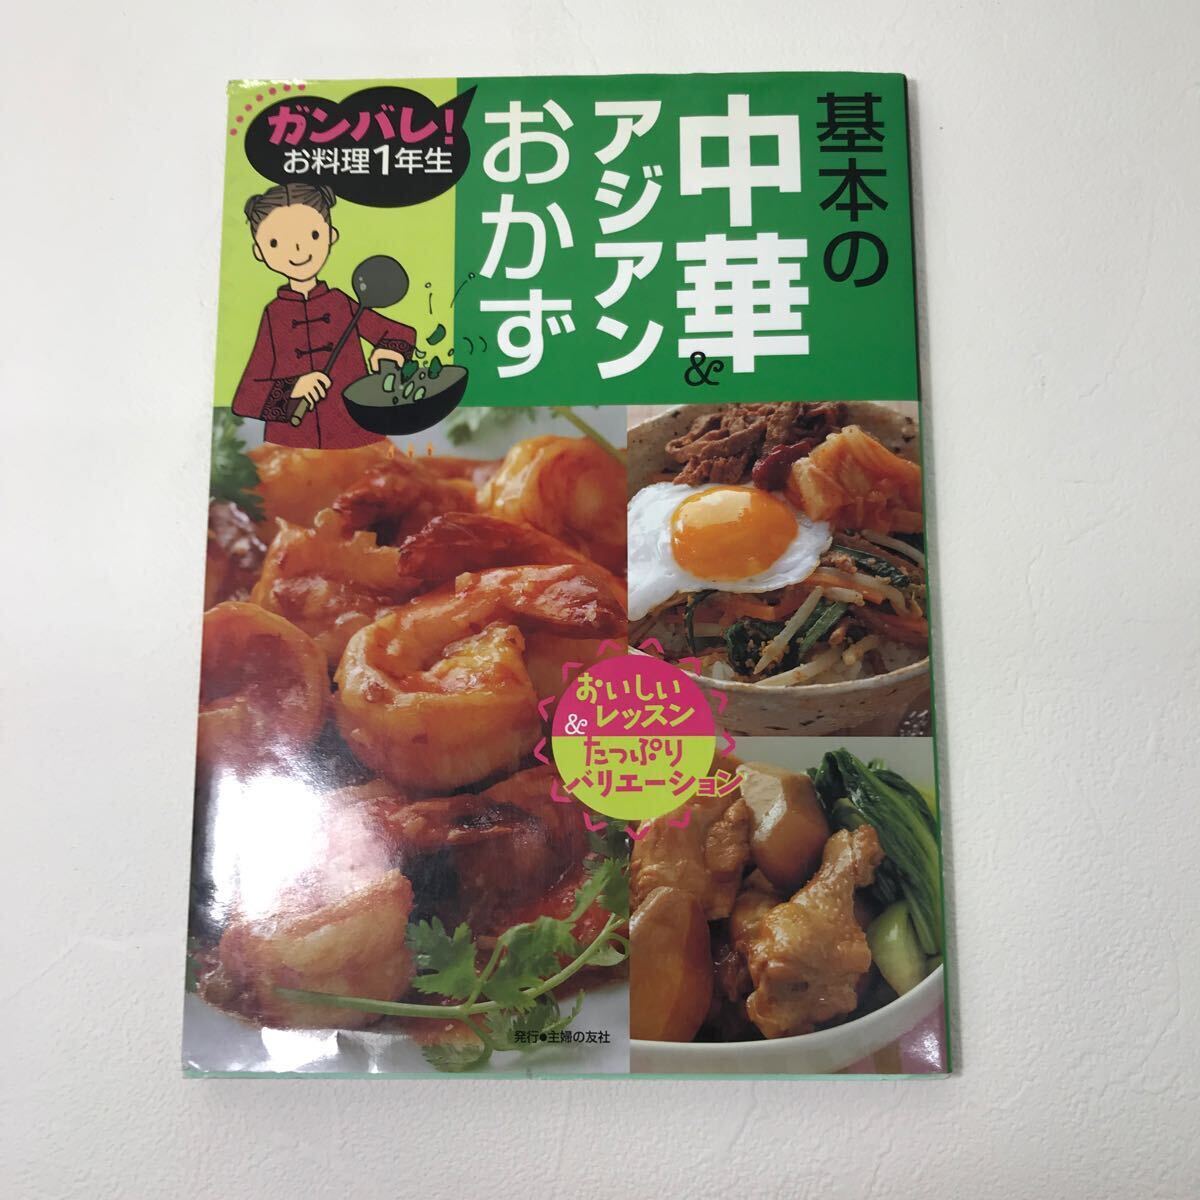 ガンバレ!
お料理1年生
基本の
中華&
アジアン
おかず
おいしい
レッスン
&たっぷり
バリエーション
発行●主婦の友社